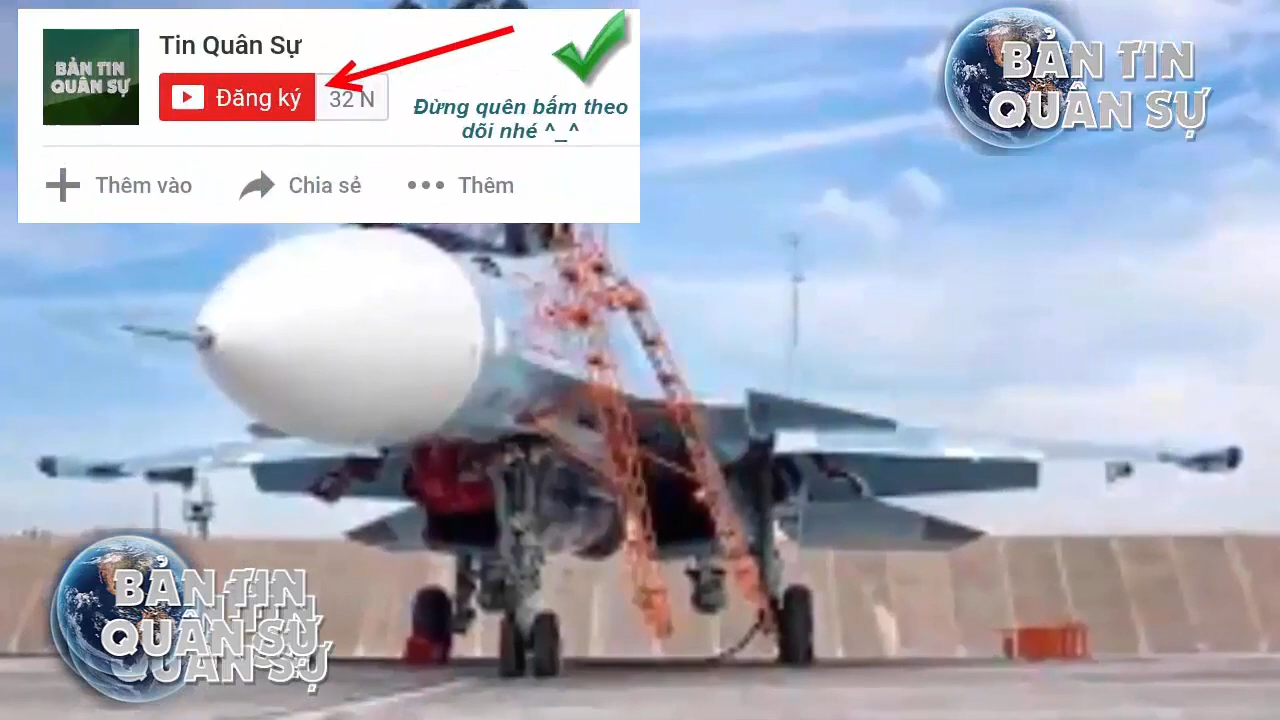 Tin Quân Sự
BẢN TIN
QUÂN SỰ
Đăng ký
32 N
Đừng quên bấm theo
dõi nhé ^_^
Thêm vào
Chia sẻ
Thêm
BẢN TIN
QUÂN SỰ
BẢN TIN
QUÂN SỰ